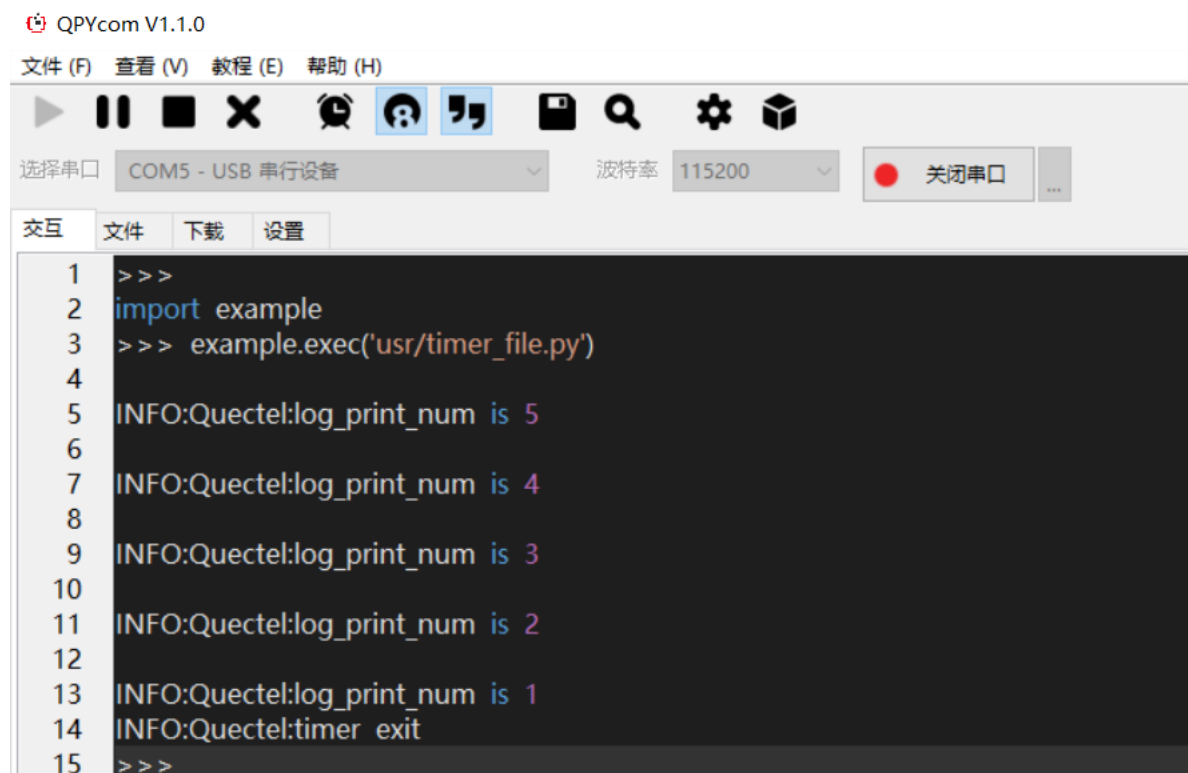 QPYcom V1.1.0
文件 (F) 查看 (V) 教程 (E) 帮助 (H)
选择串口 COM5 - USB 串行设备 波特率 115200 关闭串口 ...
交互 文件 下载 设置
1 >>>
2 import example
3 >>> example.exec('usr/timer_file.py')
4
5 INFO:Quectel:log_print_num is 5
6
7 INFO:Quectel:log_print_num is 4
8
9 INFO:Quectel:log_print_num is 3
10
11 INFO:Quectel:log_print_num is 2
12
13 INFO:Quectel:log_print_num is 1
14 INFO:Quectel:timer exit
15 >>>